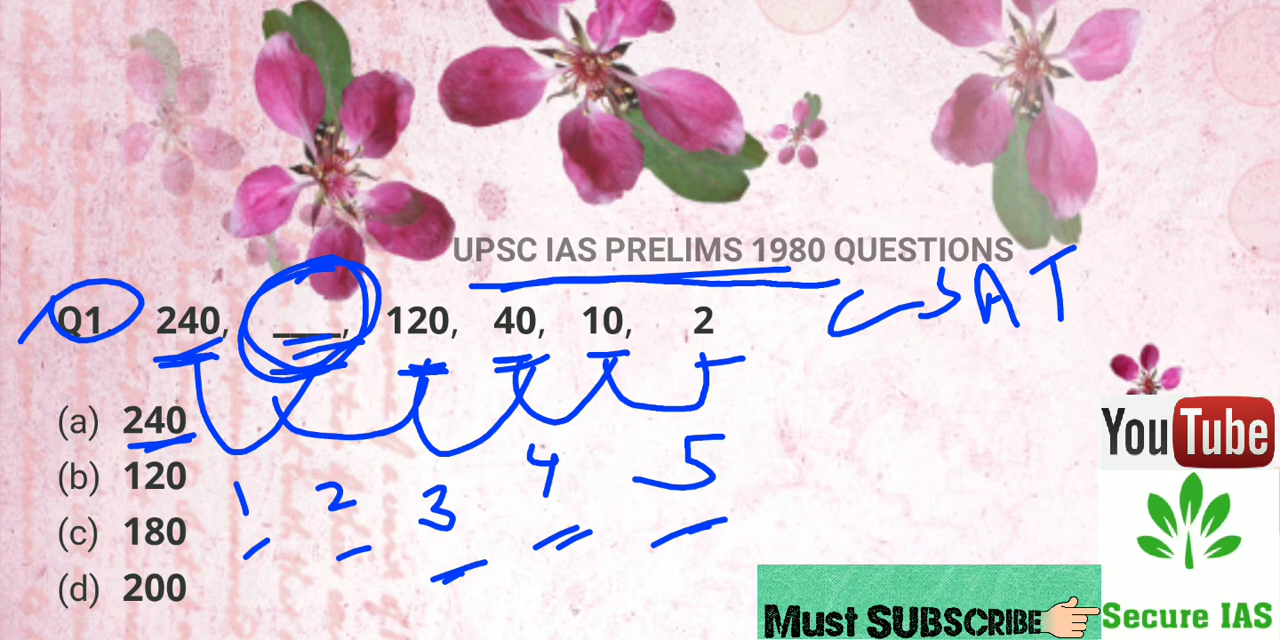 UPSC IAS PRELIMS 1980 QUESTIONS
CSAT
Q1. 240, ___, 120, 40, 10, 2
(a) 240
(b) 120
(c) 180
(d) 200
1 2 3 4 5
YouTube
Must SUBSCRIBE
Secure IAS